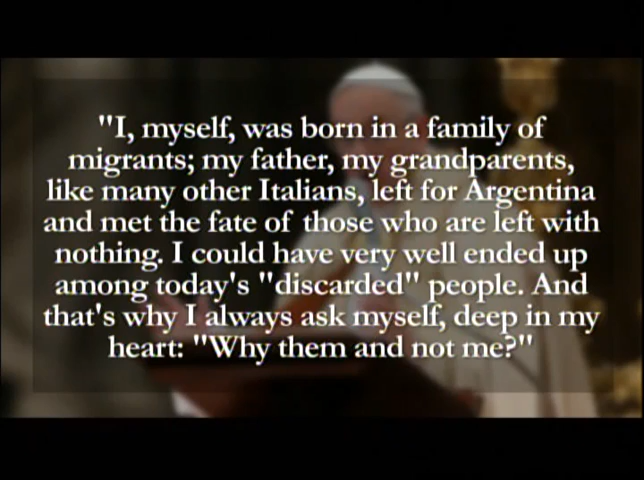 "I, myself, was born in a family of
migrants; my father, my grandparents,
like many other Italians, left for Argentina
and met the fate of those who are left with
nothing. I could have very well ended up
among today's "discarded" people. And
that's why I always ask myself, deep in my
heart: "Why them and not me?"